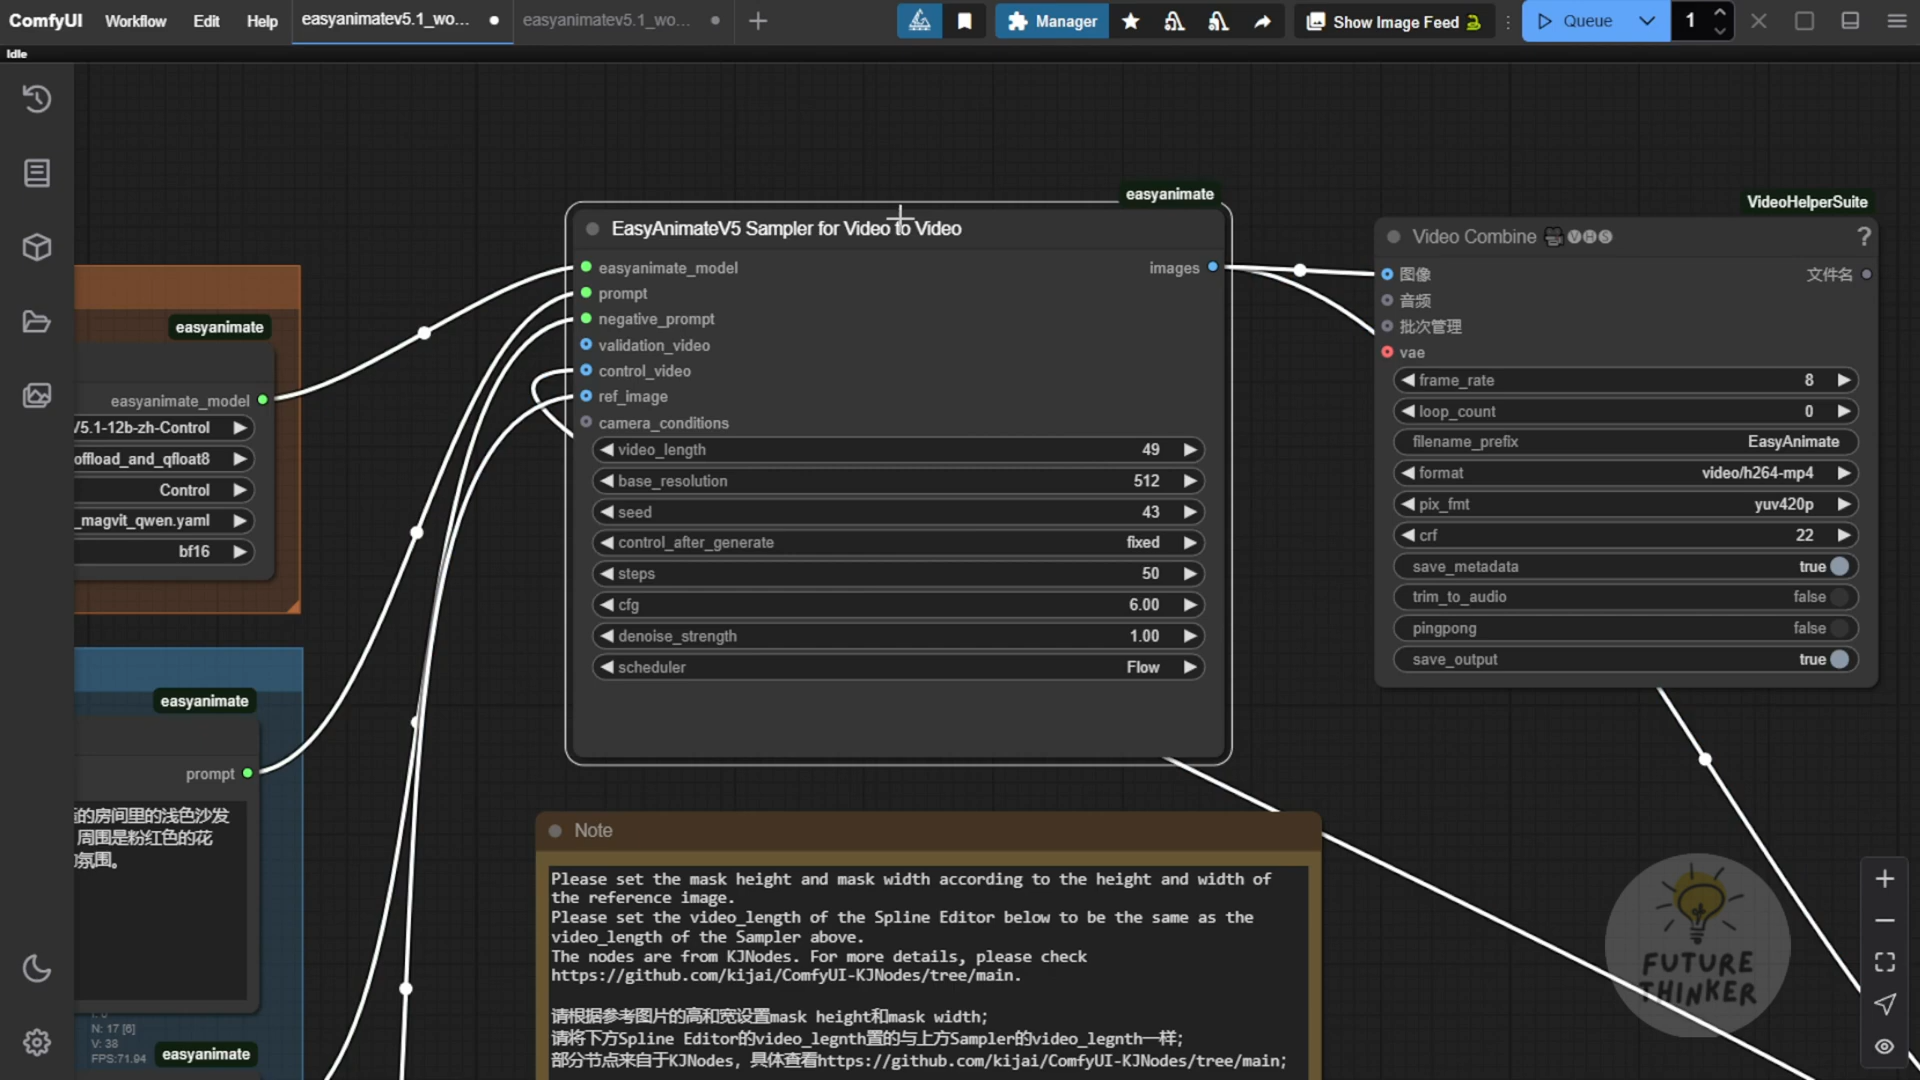 ComfyUI
Workflow
Edit
Help
easyanimatev5.1_wo...
easyanimatev5.1_wo...
Manager
Show Image Feed
Queue
1
Idle
easyanimate
easyanimate_model
V5.1-12b-zh-Control
offload_and_qfloat8
Control
_magvit_qwen.yaml
bf16
easyanimate
prompt
的房间里的浅色沙发
周围是粉红色的花
氛围。
N: 17 [6]
V: 38
FPS:71.94
easyanimate
easyanimate
EasyAnimateV5 Sampler for Video to Video
easyanimate_model
images
prompt
negative_prompt
validation_video
control_video
ref_image
camera_conditions
video_length 49
base_resolution 512
seed 43
control_after_generate fixed
steps 50
cfg 6.00
denoise_strength 1.00
scheduler Flow
VideoHelperSuite
Video Combine VHS
?
图像
文件名
音频
批次管理
vae
frame_rate 8
loop_count 0
filename_prefix EasyAnimate
format video/h264-mp4
pix_fmt yuv420p
crf 22
save_metadata true
trim_to_audio false
pingpong false
save_output true
Note
Please set the mask height and mask width according to the height and width of
the reference image.
Please set the video_length of the Spline Editor below to be the same as the
video_length of the Sampler above.
The nodes are from KJNodes. For more details, please check
https://github.com/kijai/ComfyUI-KJNodes/tree/main.
请根据参考图片的高和宽设置mask height和mask width;
请将下方Spline Editor的video_legnth置的与上方Sampler的video_legnth一样;
部分节点来自于KJNodes，具体查看https://github.com/kijai/ComfyUI-KJNodes/tree/main;
FUTURE
THINKER